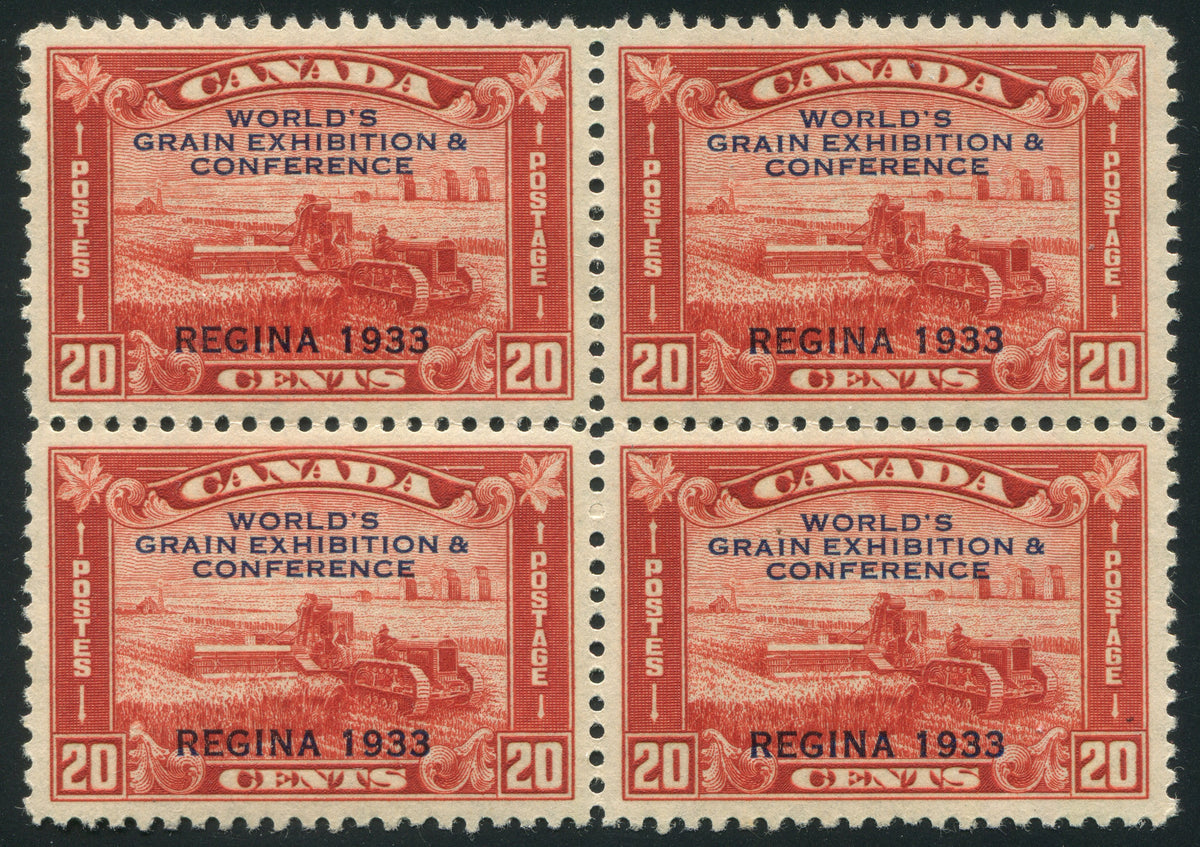 CANADA
WORLD'S
GRAIN EXHIBITION &
CONFERENCE
POSTES
POSTAGE
REGINA 1933
20 CENTS 20
CANADA
WORLD'S
GRAIN EXHIBITION &
CONFERENCE
POSTES
POSTAGE
REGINA 1933
20 CENTS 20
CANADA
WORLD'S
GRAIN EXHIBITION &
CONFERENCE
POSTES
POSTAGE
REGINA 1933
20 CENTS 20
CANADA
WORLD'S
GRAIN EXHIBITION &
CONFERENCE
POSTES
POSTAGE
REGINA 1933
20 CENTS 20